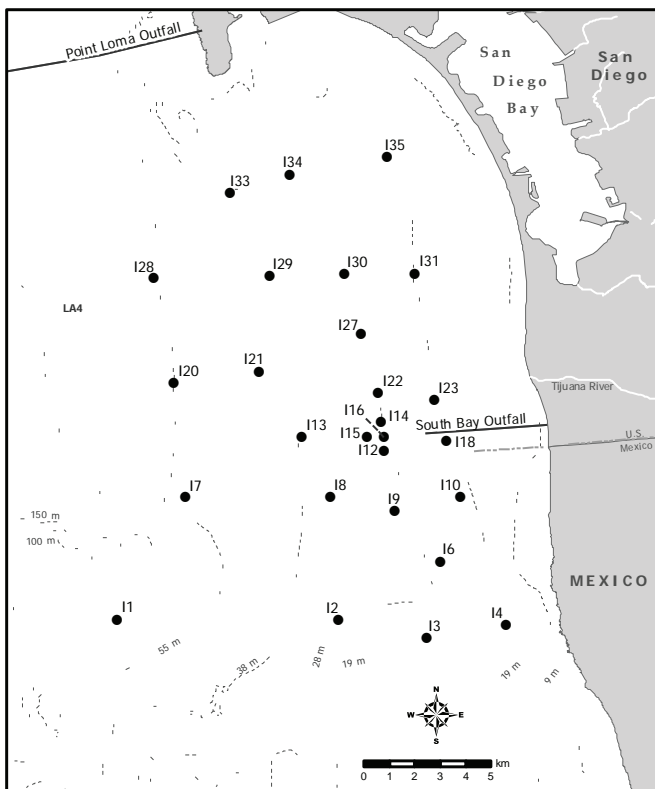 Point Loma Outfall
San
Diego
Bay
San
Diego
I35
I34
I33
I28
I29
I30
I31
LA4
I27
I21
I20
I22
I23
Tijuana River
I16
I14
I13
I15
South Bay Outfall
I18
I12
U.S.
Mexico
I7
I8
I9
I10
150 m
100 m
I6
MEXICO
I1
I2
I3
I4
55 m
38 m
28 m
19 m
19 m
9 m
N
W
E
S
km
0 1 2 3 4 5